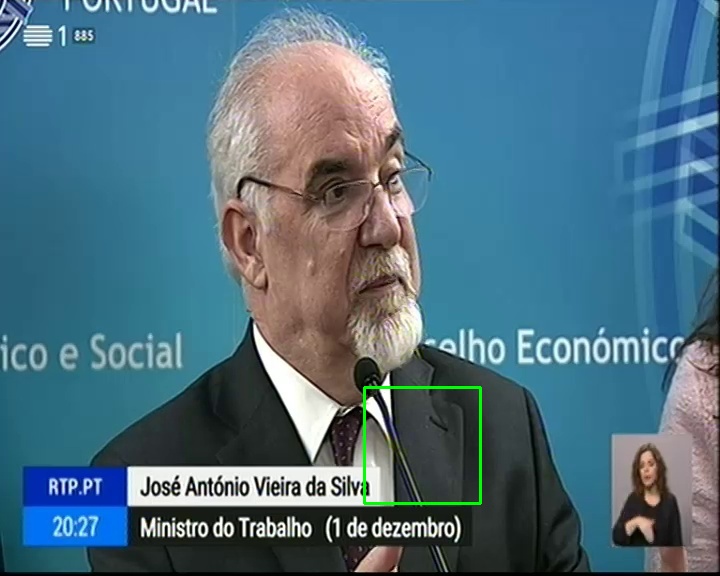 PORTUGAL
1 885
ico e Social
selho Económico
RTP.PT
José António Vieira da Silva
20:27
Ministro do Trabalho (1 de dezembro)